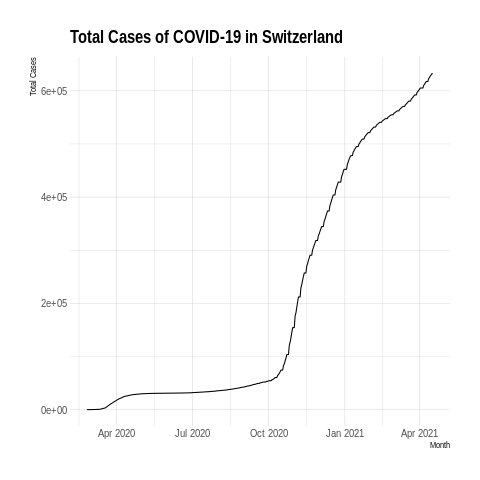 Total Cases of COVID-19 in Switzerland
Total Cases
6e+05
4e+05
2e+05
0e+00
Apr 2020 Jul 2020 Oct 2020 Jan 2021 Apr 2021
Month